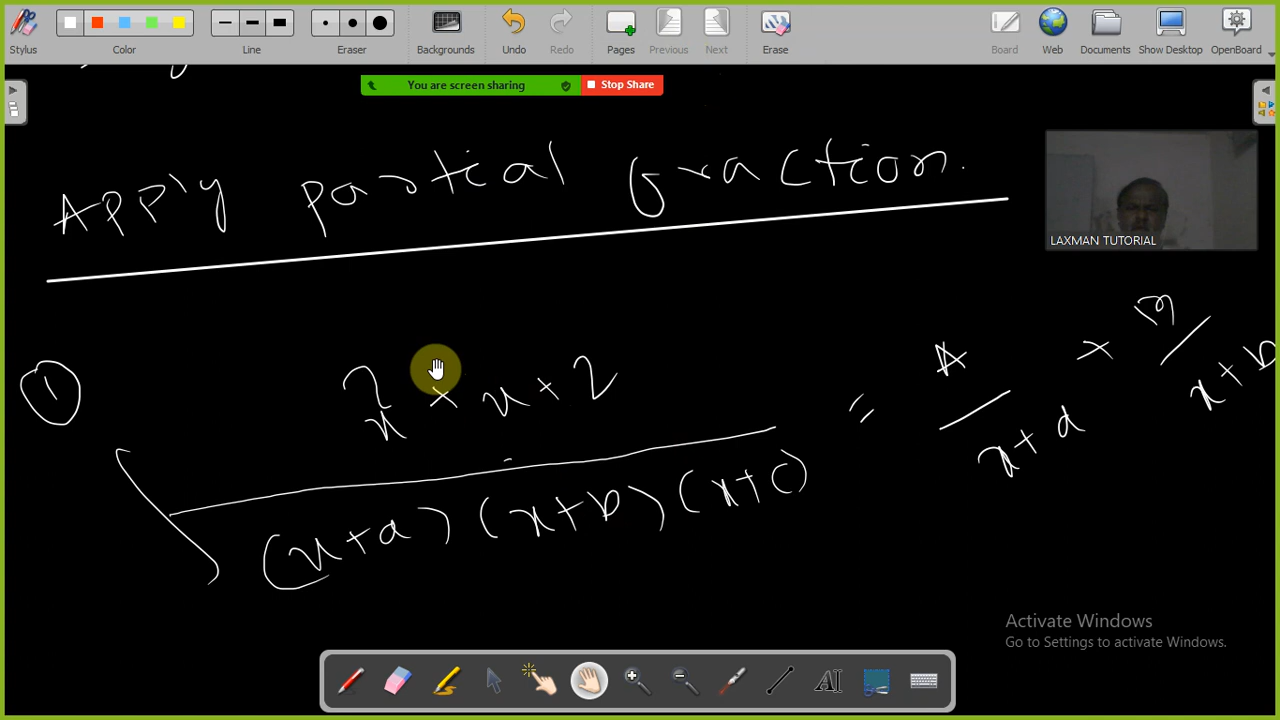 Stylus Color Line Eraser Backgrounds Undo Redo Pages Previous Next Erase Board Web Documents Show Desktop OpenBoard
You are screen sharing Stop Share
Apply partial fraction.
LAXMAN TUTORIAL
① x² + x + 2 / (x+a) (x+b) (x+c) = A / x+a + B / x+b
Activate Windows
Go to Settings to activate Windows.
AI